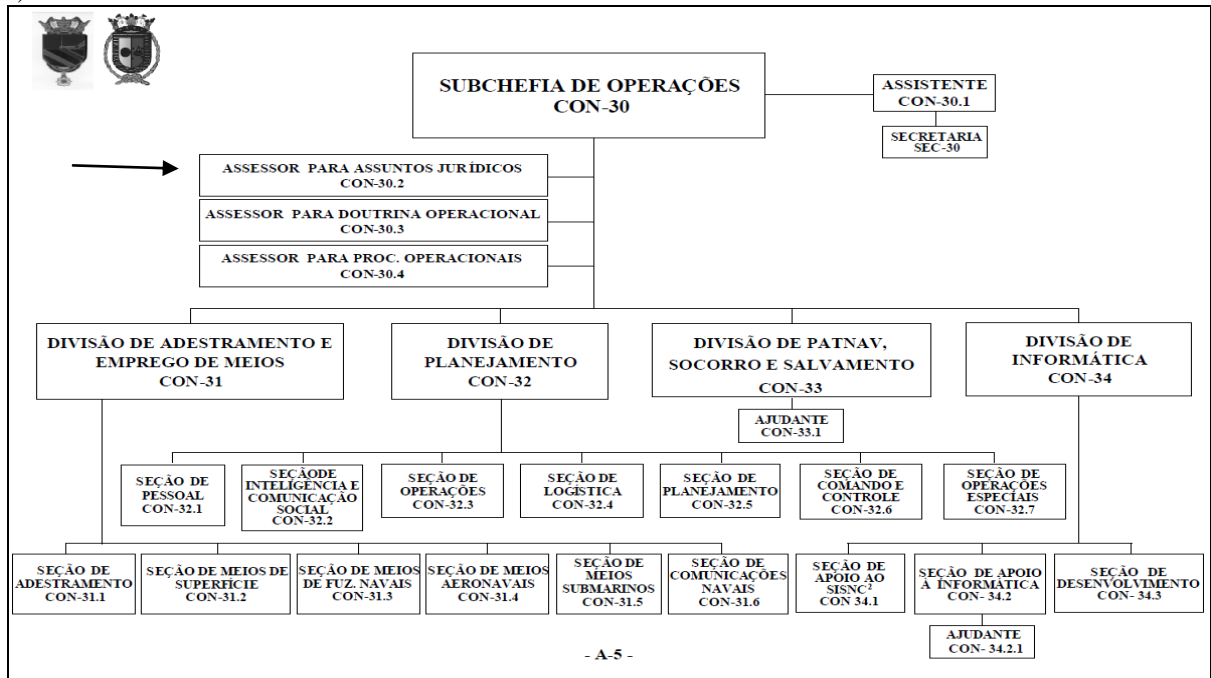 SUBCHEFIA DE OPERAÇÕES
CON-30
ASSISTENTE
CON-30.1
SECRETARIA
SEC-30
ASSESSOR PARA ASSUNTOS JURÍDICOS
CON-30.2
ASSESSOR PARA DOUTRINA OPERACIONAL
CON-30.3
ASSESSOR PARA PROC. OPERACIONAIS
CON-30.4
DIVISÃO DE ADESTRAMENTO E
EMPREGO DE MEIOS
CON-31
DIVISÃO DE
PLANEJAMENTO
CON-32
DIVISÃO DE PATNAV,
SOCORRO E SALVAMENTO
CON-33
DIVISÃO DE
INFORMÁTICA
CON-34
AJUDANTE
CON-33.1
SEÇÃO DE
PESSOAL
CON-32.1
SEÇÃODE
INTELIGÊNCIA E
COMUNICAÇÃO
SOCIAL
CON-32.2
SEÇÃO DE
OPERAÇÕES
CON-32.3
SEÇÃO DE
LOGÍSTICA
CON-32.4
SEÇÃO DE
PLANEJAMENTO
CON-32.5
SEÇÃO DE
COMANDO E
CONTROLE
CON-32.6
SEÇÃO DE
OPERAÇÕES
ESPECIAIS
CON-32.7
SEÇÃO DE
ADESTRAMENTO
CON-31.1
SEÇÃO DE MEIOS DE
SUPERFÍCIE
CON-31.2
SEÇÃO DE MEIOS
DE FUZ. NAVAIS
CON-31.3
SEÇÃO DE MEIOS
AERONAVAIS
CON-31.4
SEÇÃO DE
MEIOS
SUBMARINOS
CON-31.5
SEÇÃO DE
COMUNICAÇÕES
NAVAIS
CON-31.6
SEÇÃO DE
APOIO AO
SISNC²
CON 34.1
SEÇÃO DE APOIO
À INFORMÁTICA
CON- 34.2
SEÇÃO DE
DESENVOLVIMENTO
CON- 34.3
AJUDANTE
CON- 34.2.1
- A-5 -